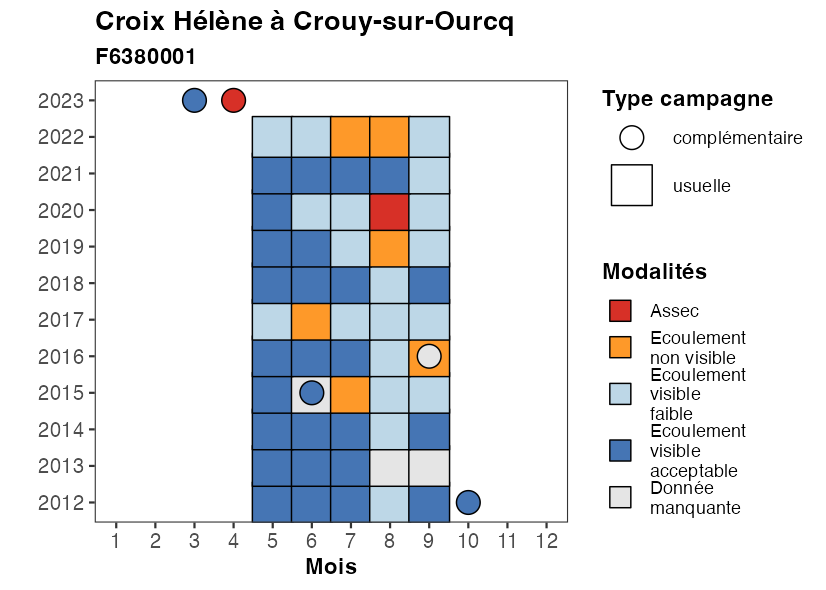 Croix Hélène à Crouy-sur-Ourcq
F6380001
2023
2022
2021
2020
2019
2018
2017
2016
2015
2014
2013
2012
1 2 3 4 5 6 7 8 9 10 11 12
Mois
Type campagne
complémentaire
usuelle
Modalités
Assec
Ecoulement
non visible
Ecoulement
visible
faible
Ecoulement
visible
acceptable
Donnée
manquante